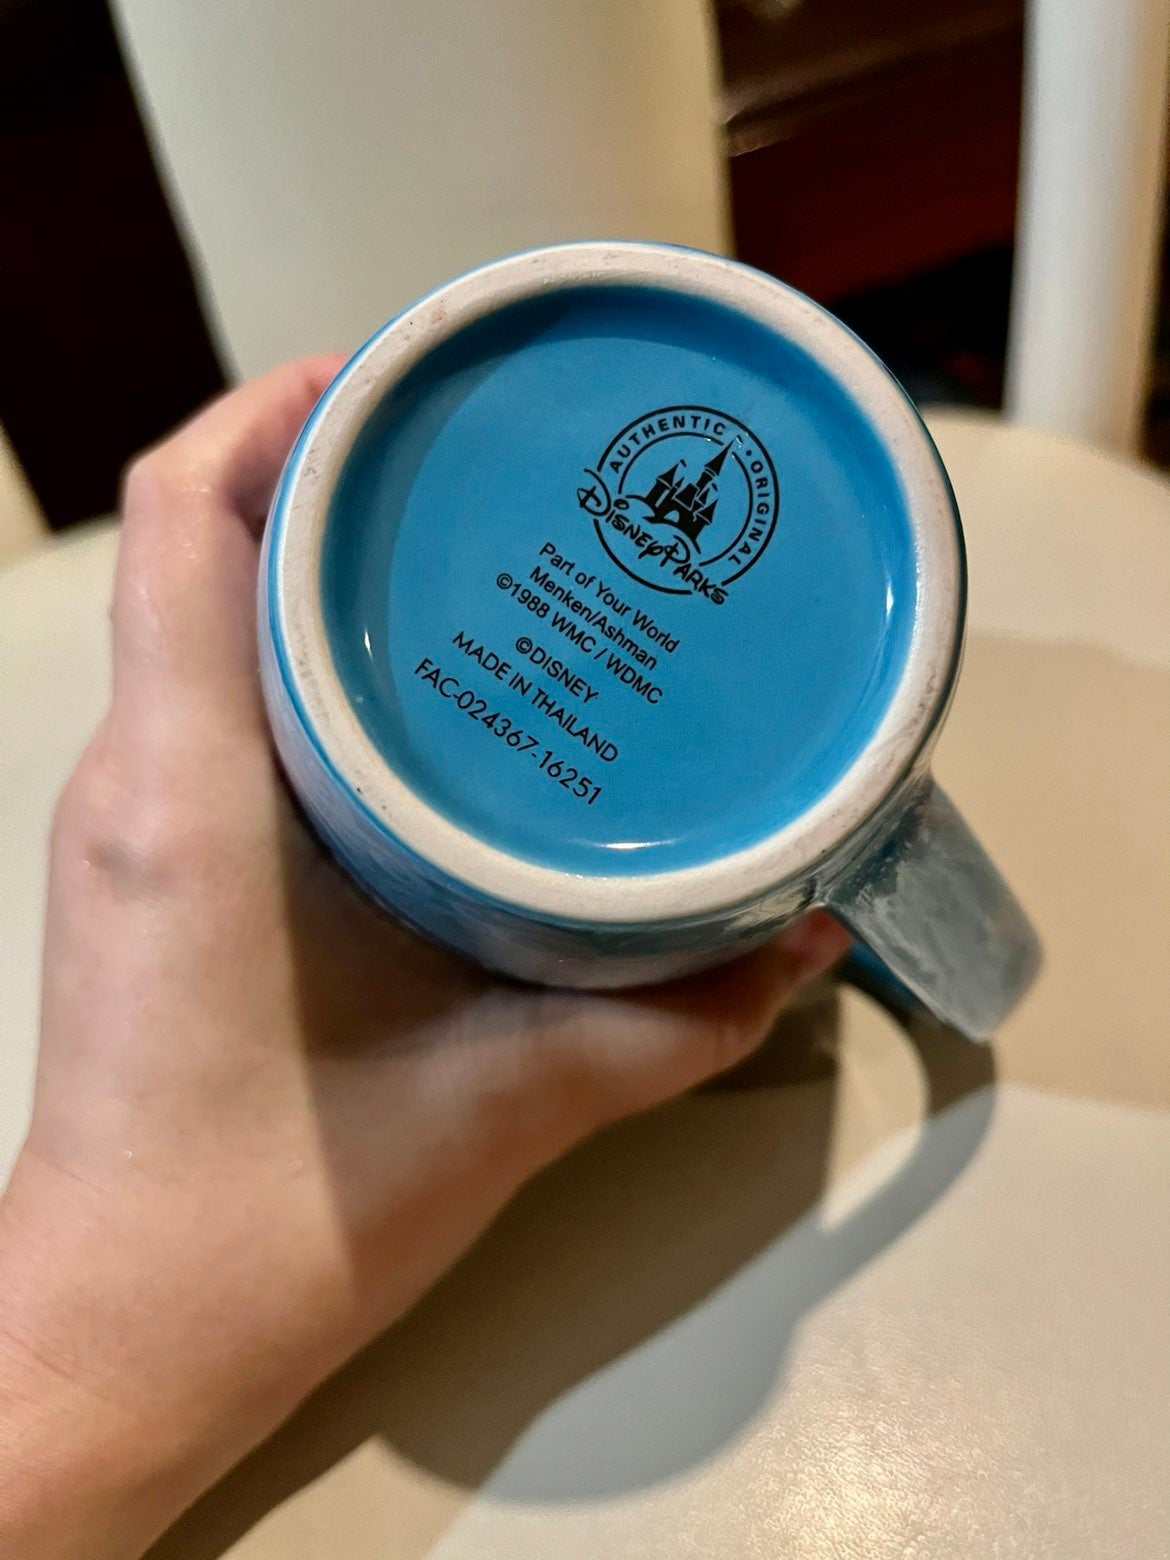 AUTHENTIC • ORIGINAL
Disney Parks
Part of Your World
Menken/Ashman
©1988 WMC / WDMC
©DISNEY
MADE IN THAILAND
FAC-024367-16251